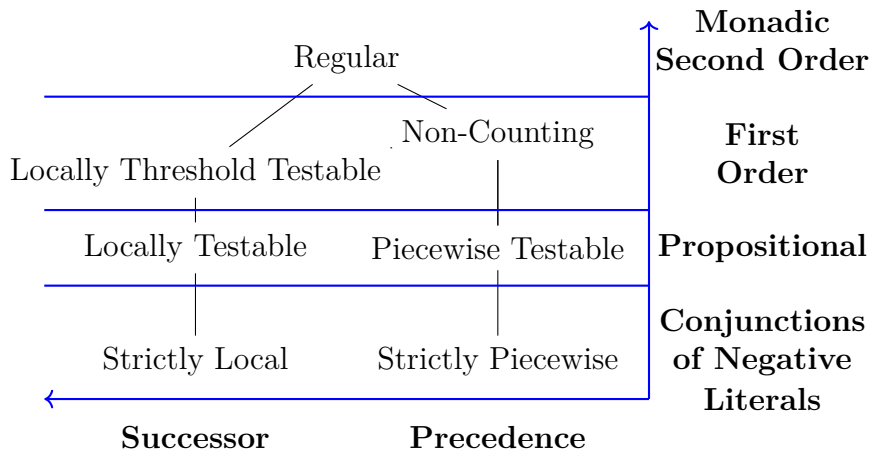 Monadic
Second Order
Regular
Non-Counting
First
Order
Locally Threshold Testable
Locally Testable
Piecewise Testable
Propositional
Conjunctions
of Negative
Literals
Strictly Local
Strictly Piecewise
Successor
Precedence